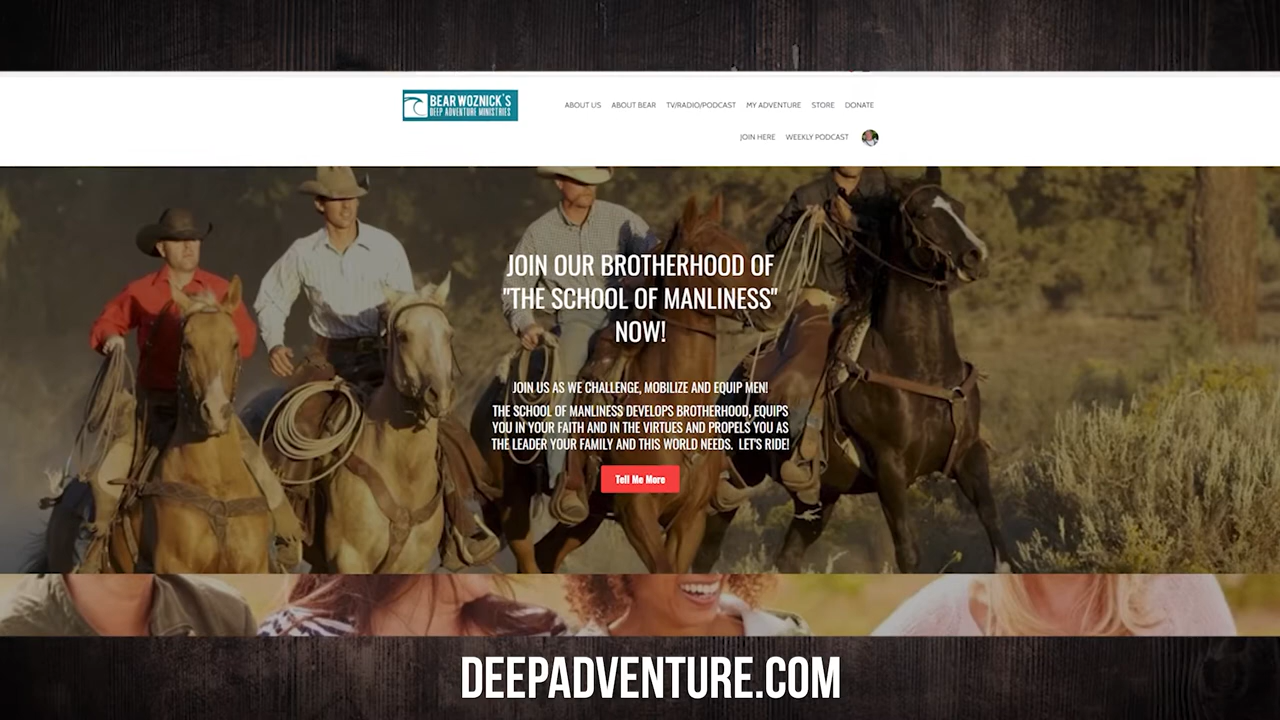 BEAR WOZNICK'S
DEEP ADVENTURE MINISTRIES
ABOUT US ABOUT BEAR TV/RADIO/PODCAST MY ADVENTURE STORE DONATE
JOIN HERE WEEKLY PODCAST
JOIN OUR BROTHERHOOD OF
"THE SCHOOL OF MANLINESS"
NOW!
JOIN US AS WE CHALLENGE, MOBILIZE AND EQUIP MEN!
THE SCHOOL OF MANLINESS DEVELOPS BROTHERHOOD, EQUIPS
YOU IN YOUR FAITH AND IN THE VIRTUES AND PROPELS YOU AS
THE LEADER YOUR FAMILY AND THIS WORLD NEEDS. LET'S RIDE!
Tell Me More
DEEPADVENTURE.COM